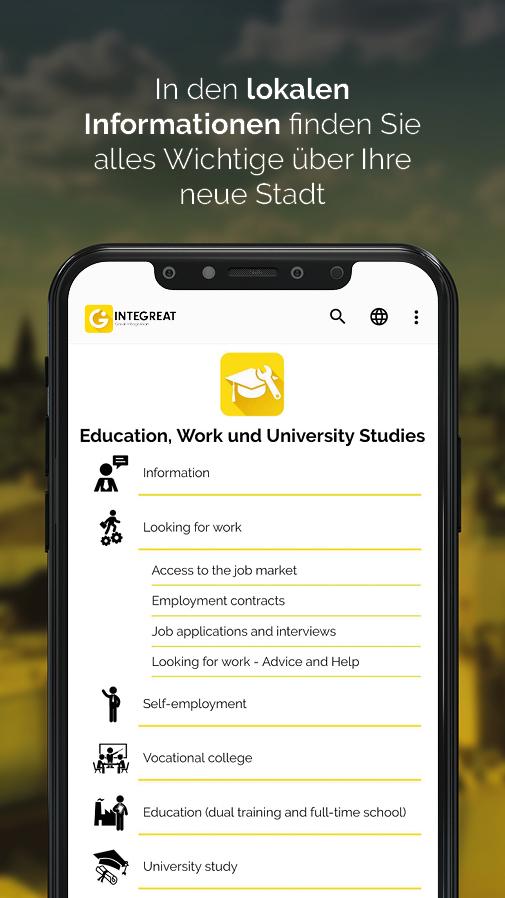 In den lokalen
Informationen finden Sie
alles Wichtige über Ihre
neue Stadt
INTEGREAT
Education, Work und University Studies
Information
Looking for work
Access to the job market
Employment contracts
Job applications and interviews
Looking for work - Advice and Help
Self-employment
Vocational college
Education (dual training and full-time school)
University study